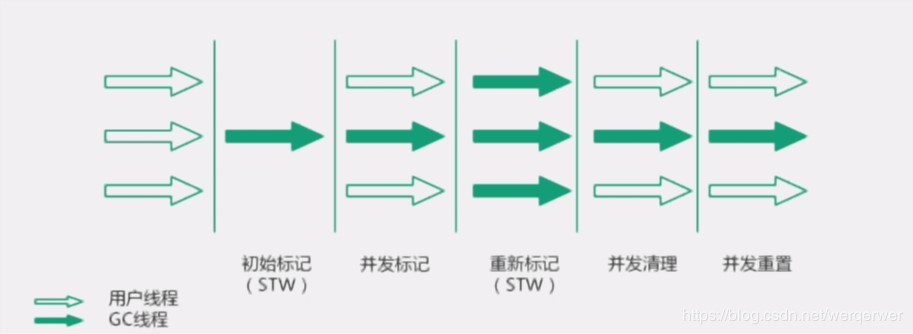 初始标记
（STW）
并发标记
重新标记
（STW）
并发清理
并发重置
用户线程
GC线程
https://blog.csdn.net/werqerwer